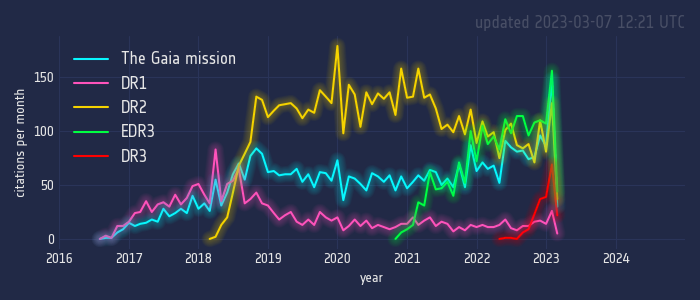 updated 2023-03-07 12:21 UTC
The Gaia mission
DR1
DR2
EDR3
DR3
citations per month
150
100
50
0
2016 2017 2018 2019 2020 2021 2022 2023 2024
year